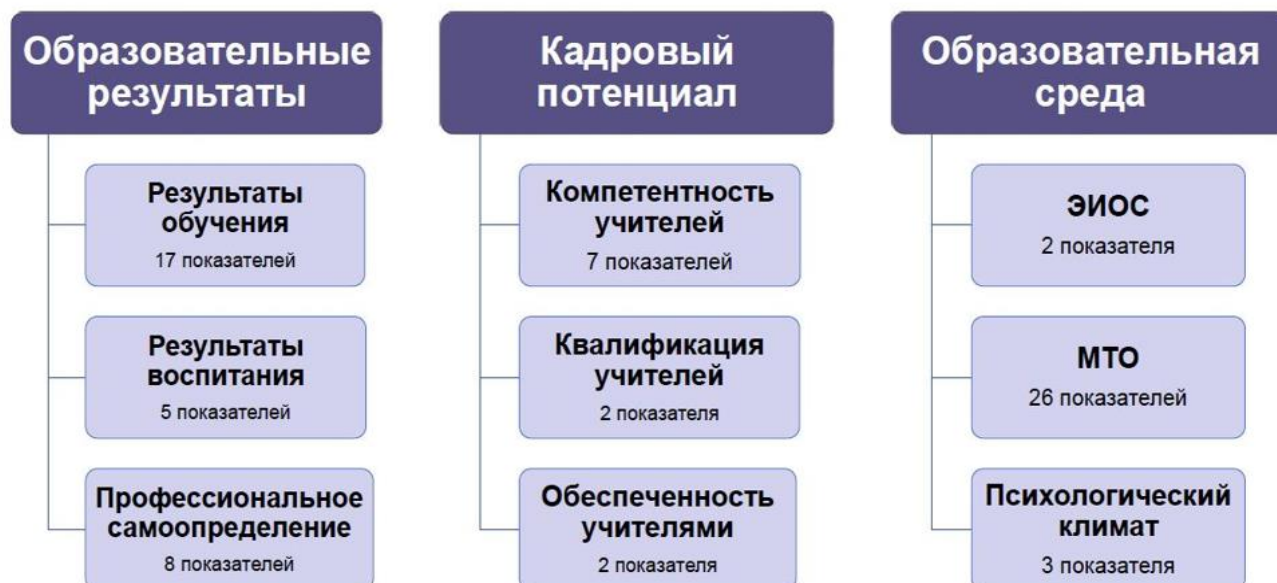 Образовательные
результаты
Результаты
обучения
17 показателей
Результаты
воспитания
5 показателей
Профессиональное
самоопределение
8 показателей
Кадровый
потенциал
Компетентность
учителей
7 показателей
Квалификация
учителей
2 показателя
Обеспеченность
учителями
2 показателя
Образовательная
среда
ЭИОС
2 показателя
МТО
26 показателей
Психологический
климат
3 показателя